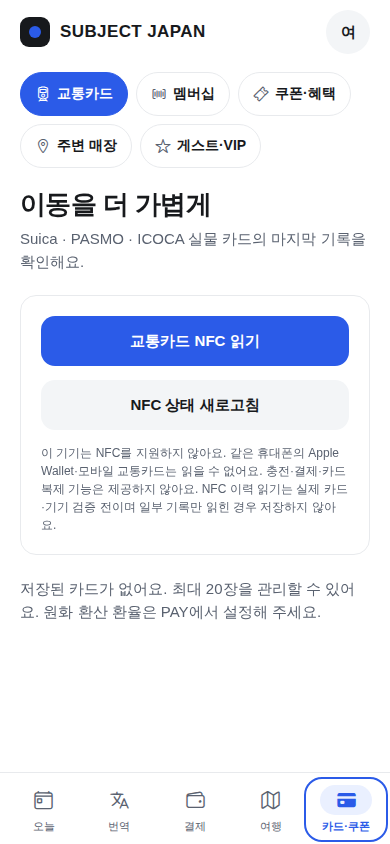 SUBJECT JAPAN
여
교통카드
멤버십
쿠폰·혜택
주변 매장
게스트·VIP
이동을 더 가볍게
Suica · PASMO · ICOCA 실물 카드의 마지막 기록을
확인해요.
교통카드 NFC 읽기
NFC 상태 새로고침
이 기기는 NFC를 지원하지 않아요. 같은 휴대폰의 Apple
Wallet·모바일 교통카드는 읽을 수 없어요. 충전·결제·카드
복제 기능은 제공하지 않아요. NFC 이력 읽기는 실제 카드
·기기 검증 전이며 일부 기록만 읽힌 경우 저장하지 않아
요.
저장된 카드가 없어요. 최대 20장을 관리할 수 있어
요. 원화 환산 환율은 PAY에서 설정해 주세요.
오늘
번역
결제
여행
카드·쿠폰